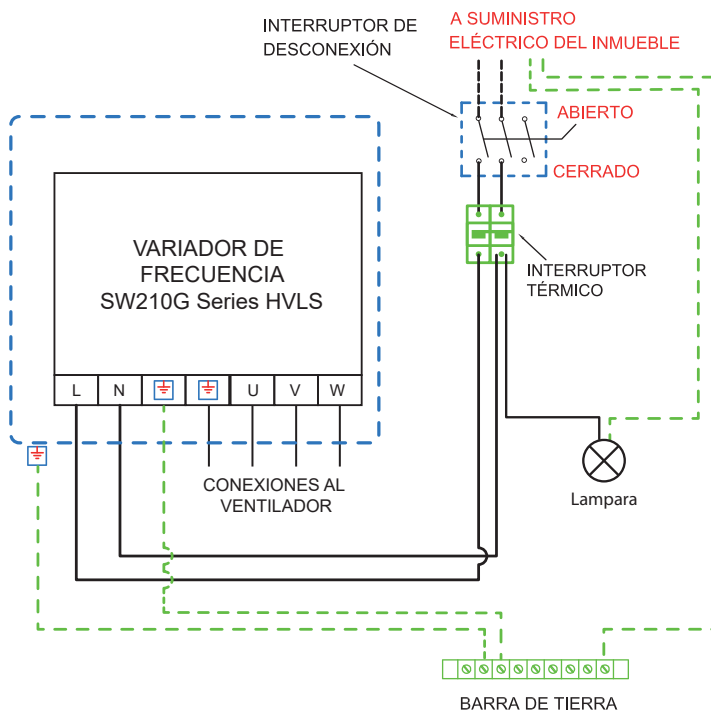 INTERRUPTOR DE
DESCONEXIÓN
A SUMINISTRO
ELÉCTRICO DEL INMUEBLE
ABIERTO
CERRADO
INTERRUPTOR
TÉRMICO
VARIADOR DE
FRECUENCIA
SW210G Series HVLS
L N U V W
CONEXIONES AL
VENTILADOR
Lampara
BARRA DE TIERRA